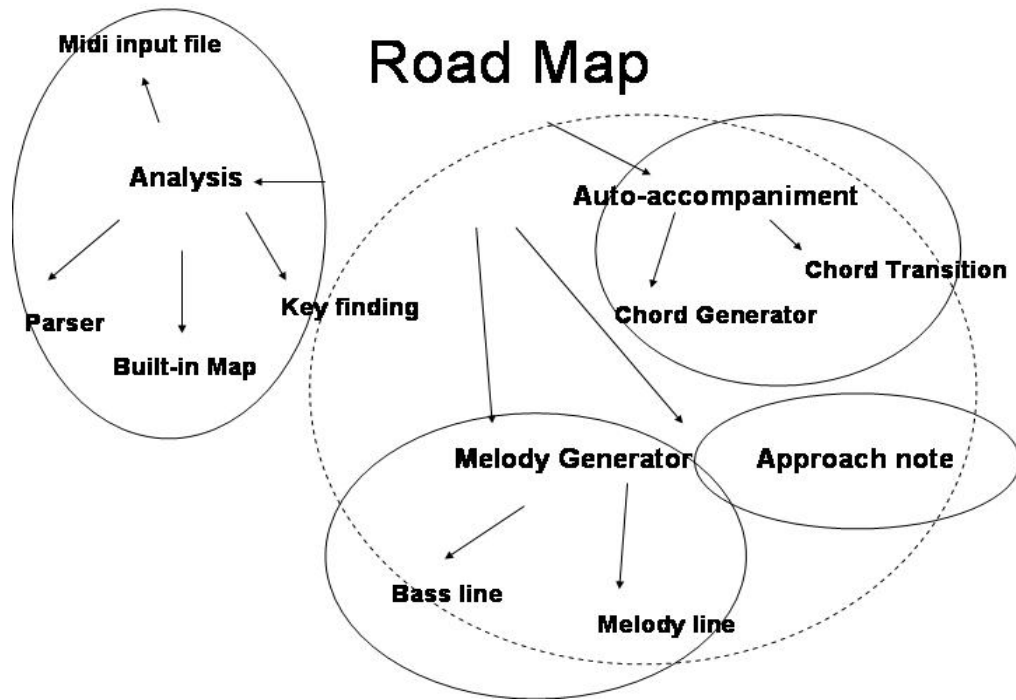 Road Map
Midi input file
Analysis
Parser
Built-in Map
Key finding
Auto-accompaniment
Chord Transition
Chord Generator
Melody Generator
Approach note
Bass line
Melody line